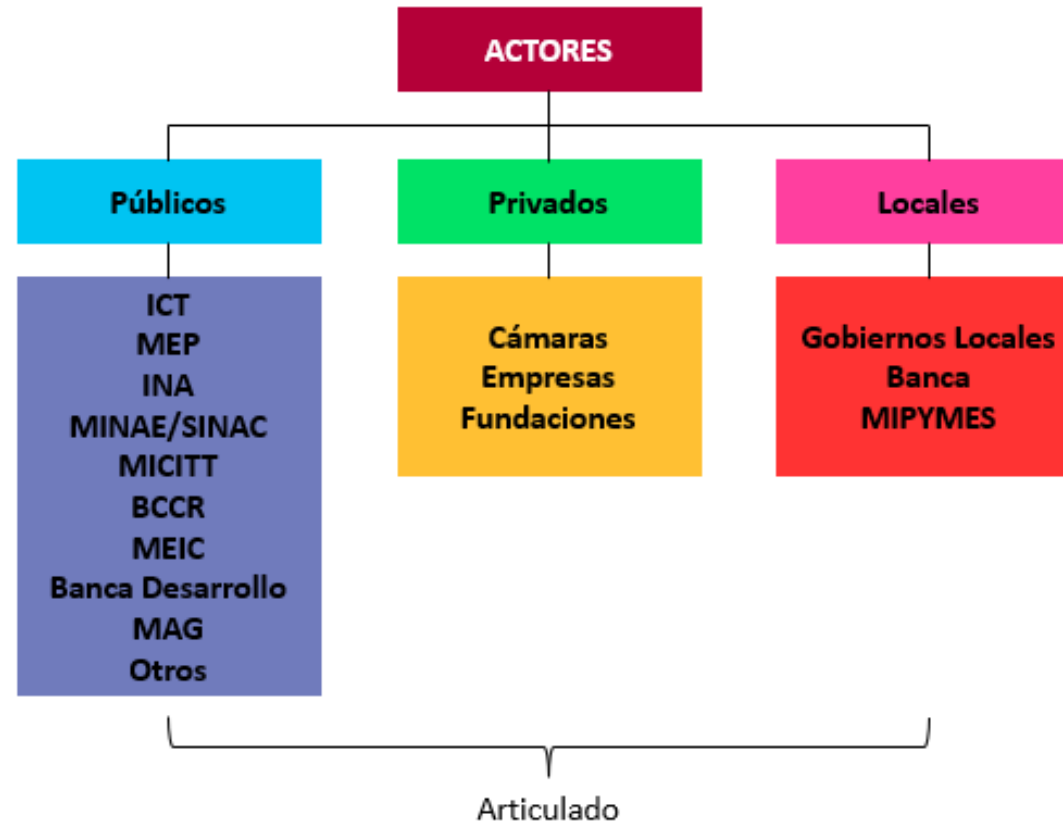 ACTORES
Públicos
Privados
Locales
ICT
MEP
INA
MINAE/SINAC
MICITT
BCCR
MEIC
Banca Desarrollo
MAG
Otros
Cámaras
Empresas
Fundaciones
Gobiernos Locales
Banca
MIPYMES
Articulado